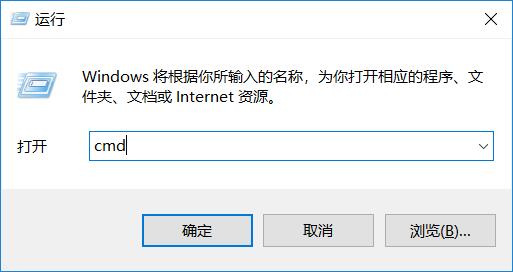 运行
Windows 将根据你所输入的名称，为你打开相应的程序、文
件夹、文档或 Internet 资源。
打开
cmd
确定
取消
浏览(B)...